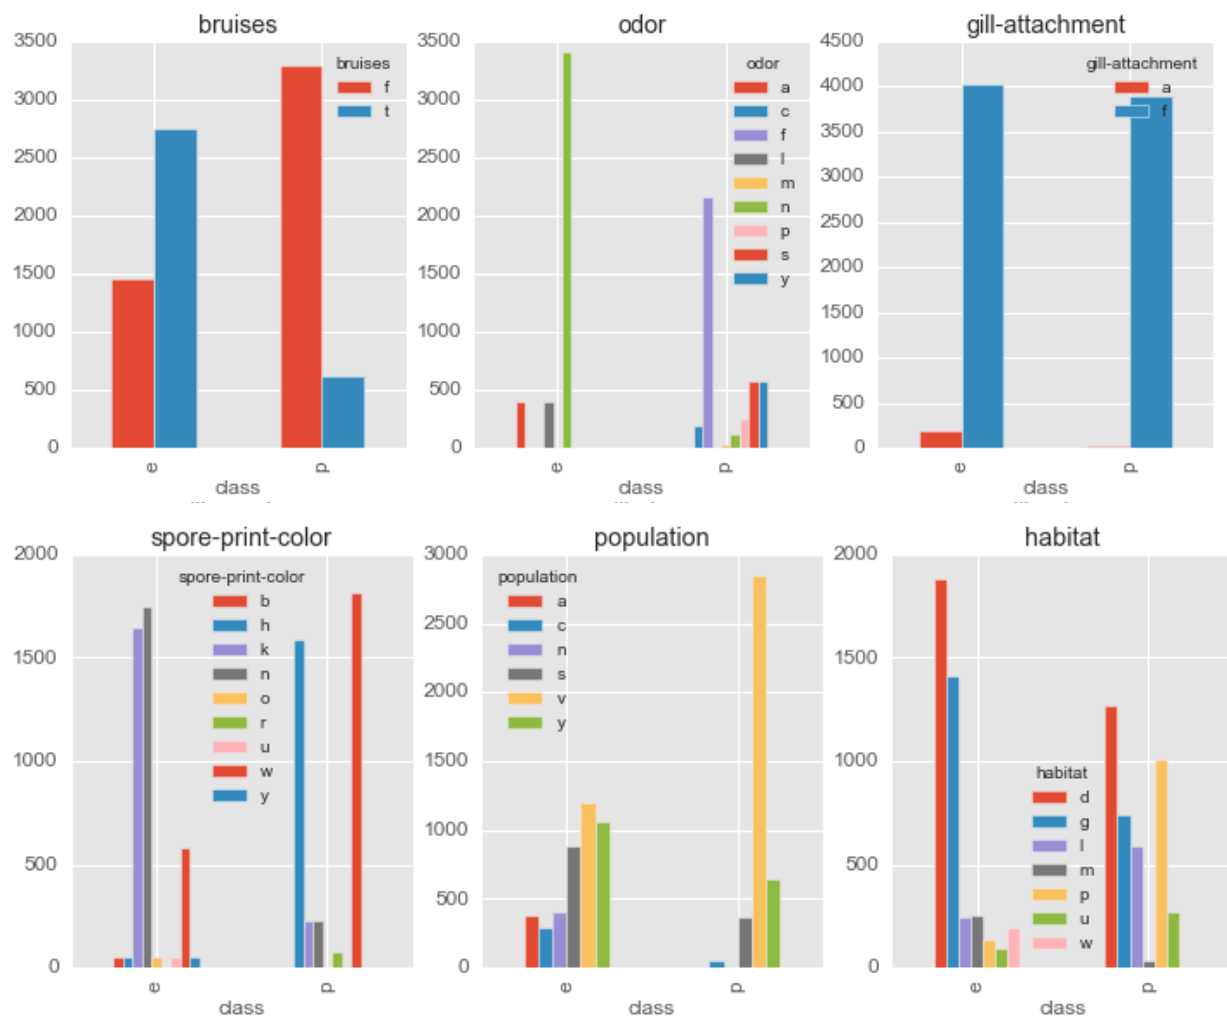 bruises
3500
3000
2500
2000
1500
1000
500
0
bruises
f
t
e
p
class
odor
3500
3000
2500
2000
1500
1000
500
0
odor
a
c
f
l
m
n
p
s
y
e
p
class
gill-attachment
4500
4000
3500
3000
2500
2000
1500
1000
500
0
gill-attachment
a
f
e
p
class
spore-print-color
2000
1500
1000
500
0
spore-print-color
b
h
k
n
o
r
u
w
y
e
p
class
population
3000
2500
2000
1500
1000
500
0
population
a
c
n
s
v
y
e
p
class
habitat
2000
1500
1000
500
0
habitat
d
g
l
m
p
u
w
e
p
class